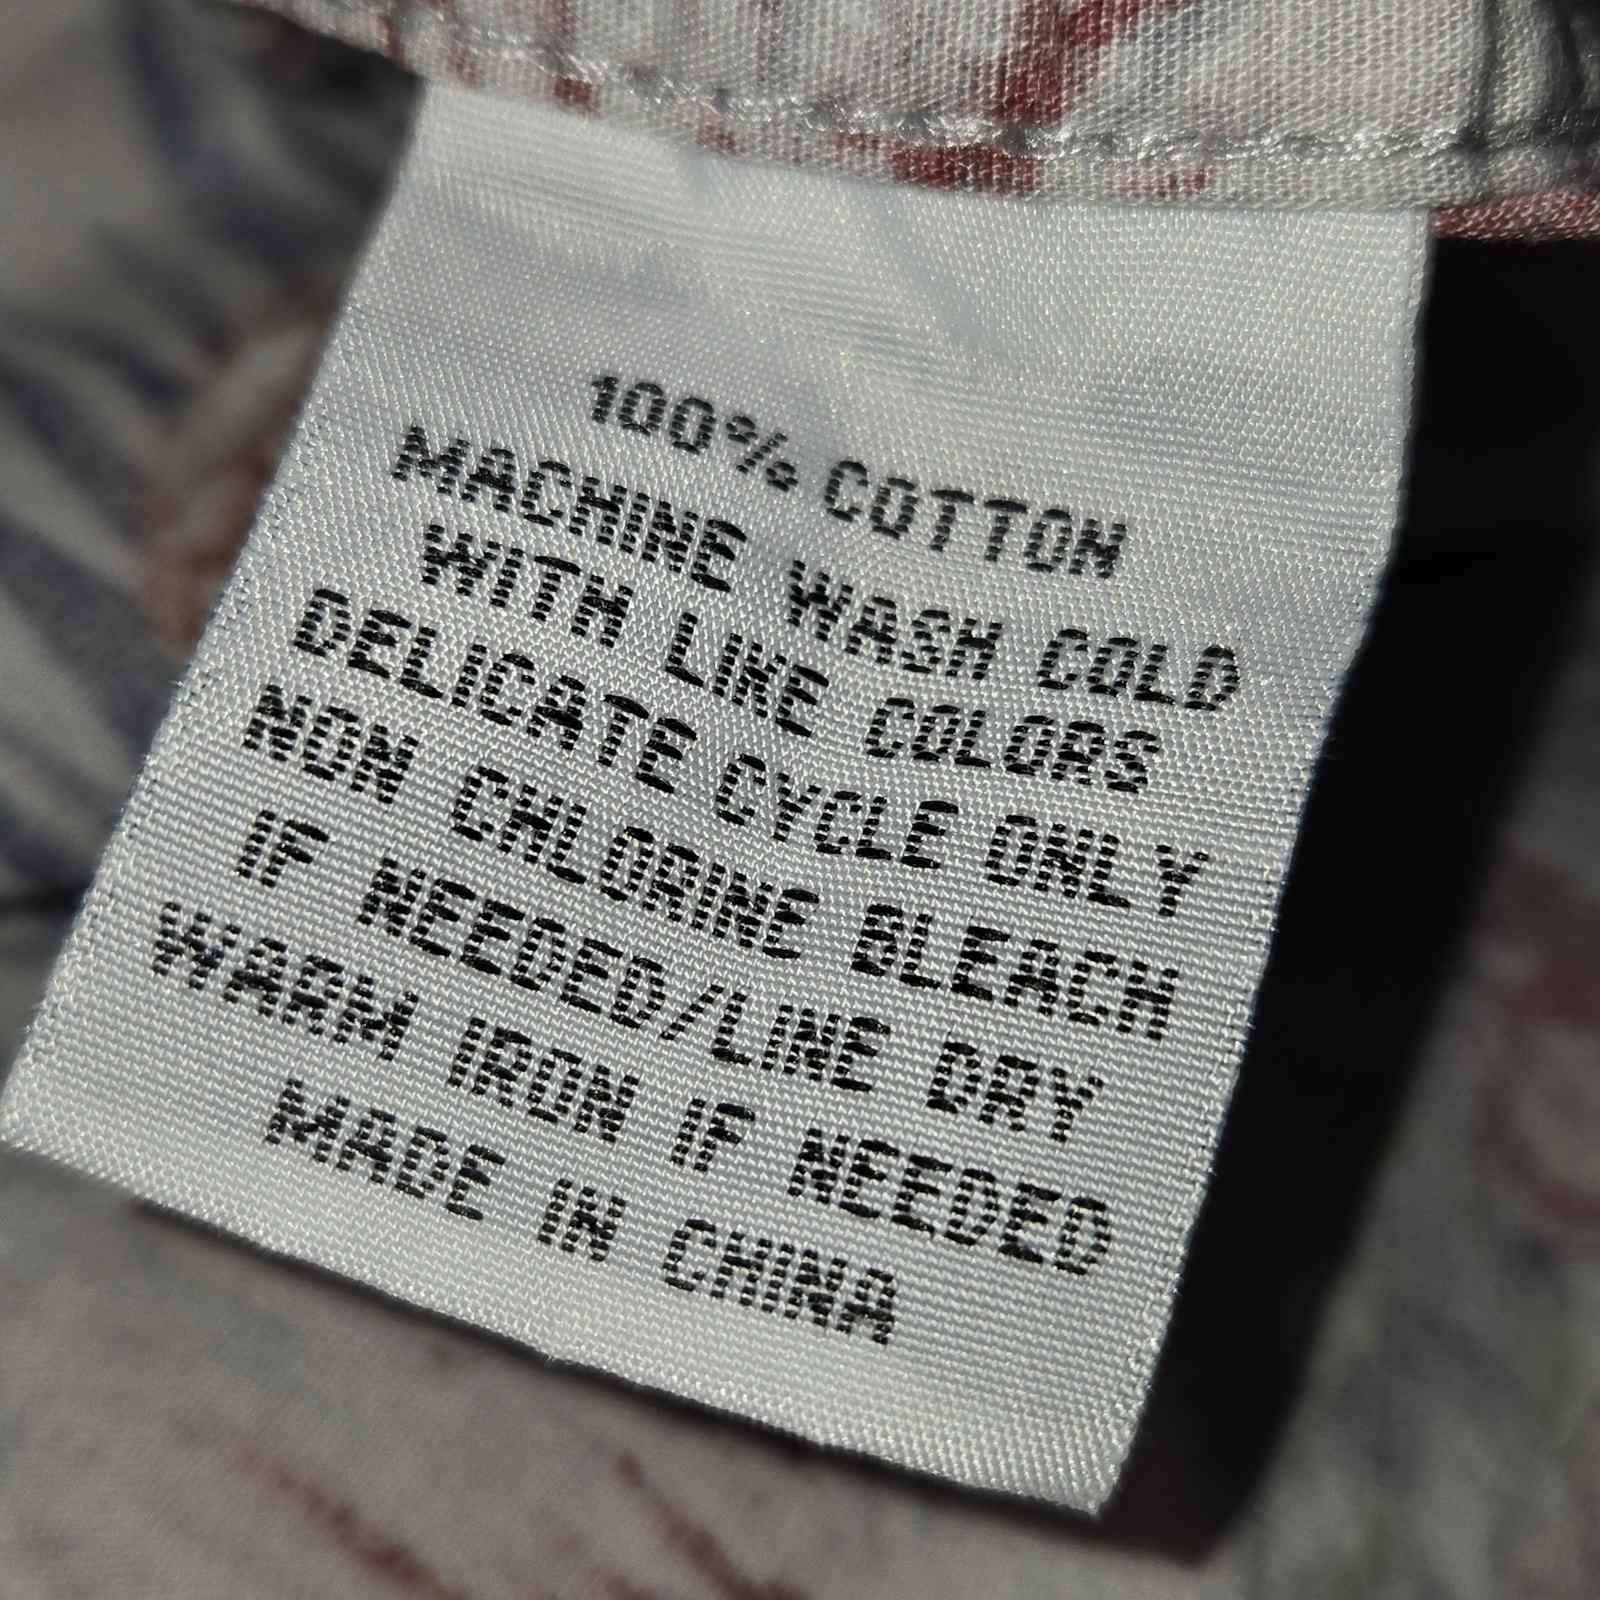 100% COTTON
MACHINE WASH COLD
WITH LIKE COLORS
DELICATE CYCLE ONLY
NON CHLORINE BLEACH
IF NEEDED/LINE DRY
WARM IRON IF NEEDED
MADE IN CHINA